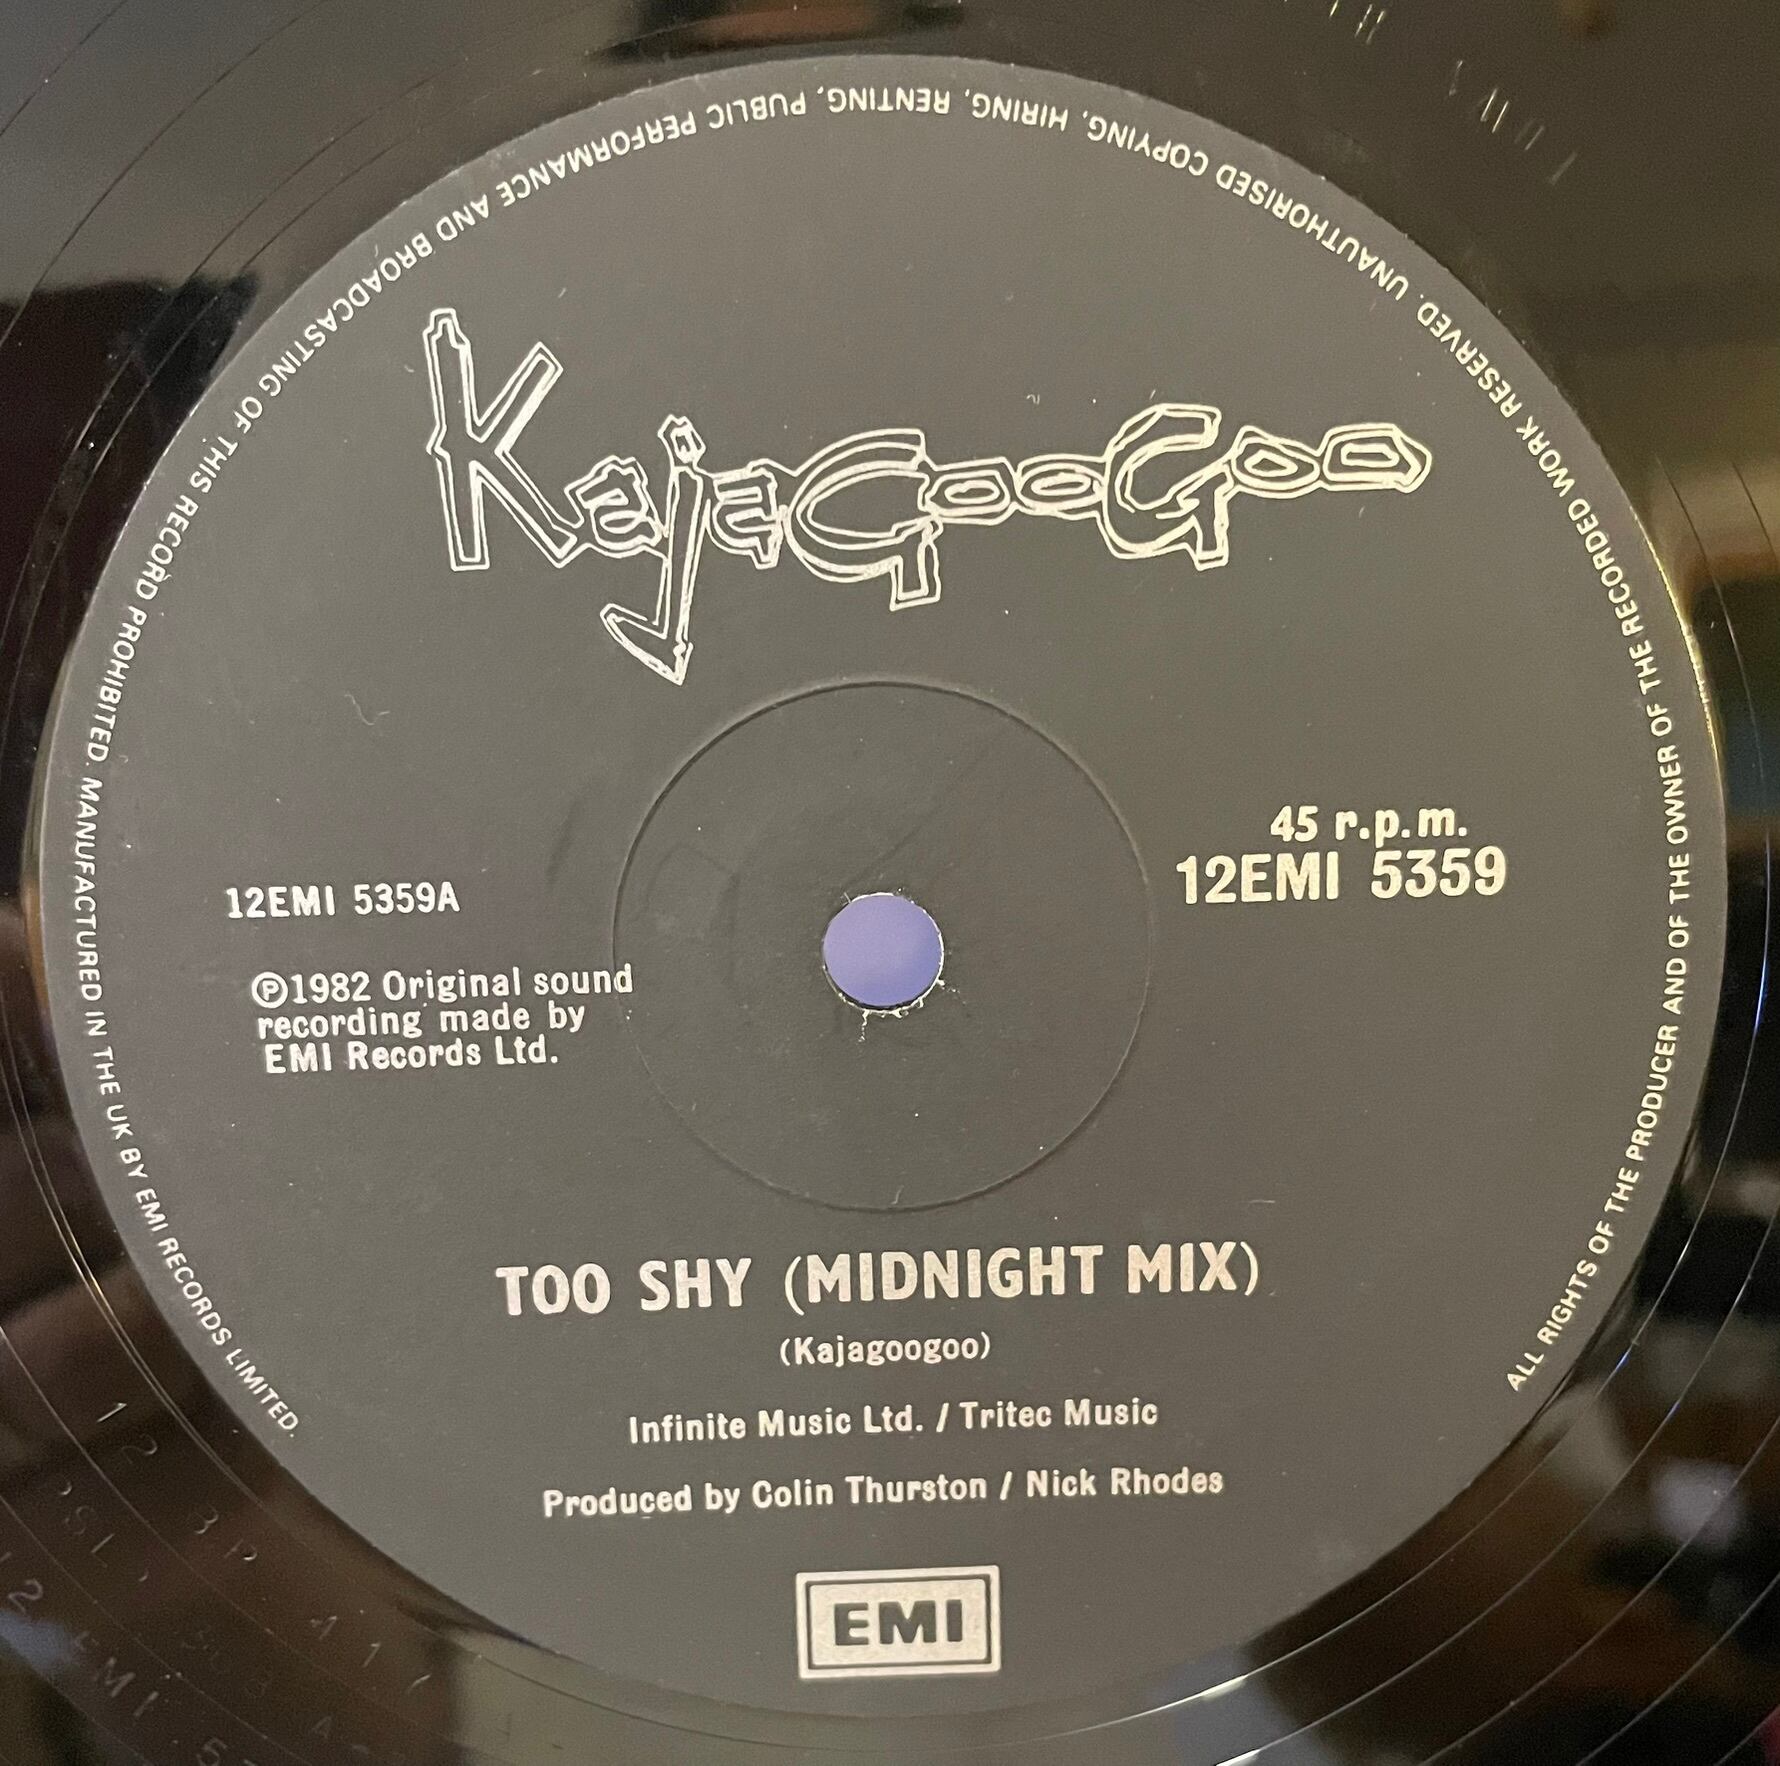 KajaGooGoo
45 r.p.m.
12EMI 5359
12EMI 5359A
Ⓟ1982 Original sound
recording made by
EMI Records Ltd.
TOO SHY (MIDNIGHT MIX)
(Kajagoogoo)
Infinite Music Ltd. / Tritec Music
Produced by Colin Thurston / Nick Rhodes
EMI
ALL RIGHTS OF THE PRODUCER AND OF THE OWNER OF THE RECORDED WORK RESERVED. UNAUTHORISED COPYING, HIRING, RENTING, PUBLIC PERFORMANCE AND BROADCASTING OF THIS RECORD PROHIBITED. MANUFACTURED IN THE UK BY EMI RECORDS LIMITED.